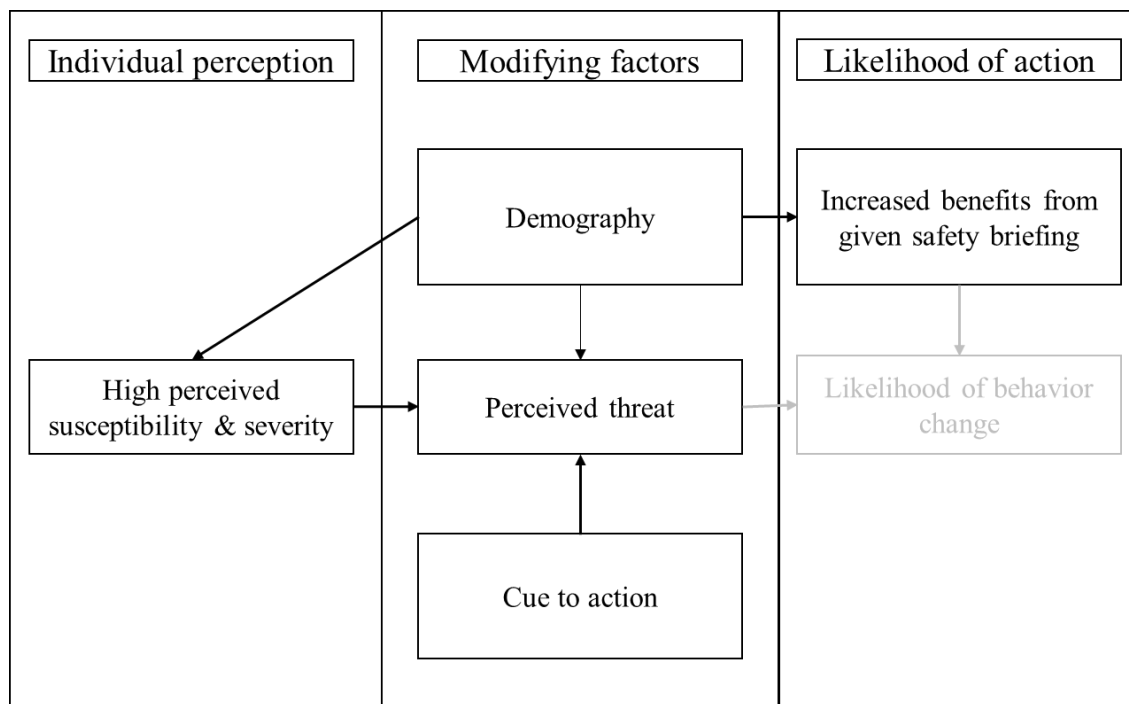 Individual perception
Modifying factors
Likelihood of action
Demography
Increased benefits from
given safety briefing
High perceived
susceptibility & severity
Perceived threat
Likelihood of behavior
change
Cue to action